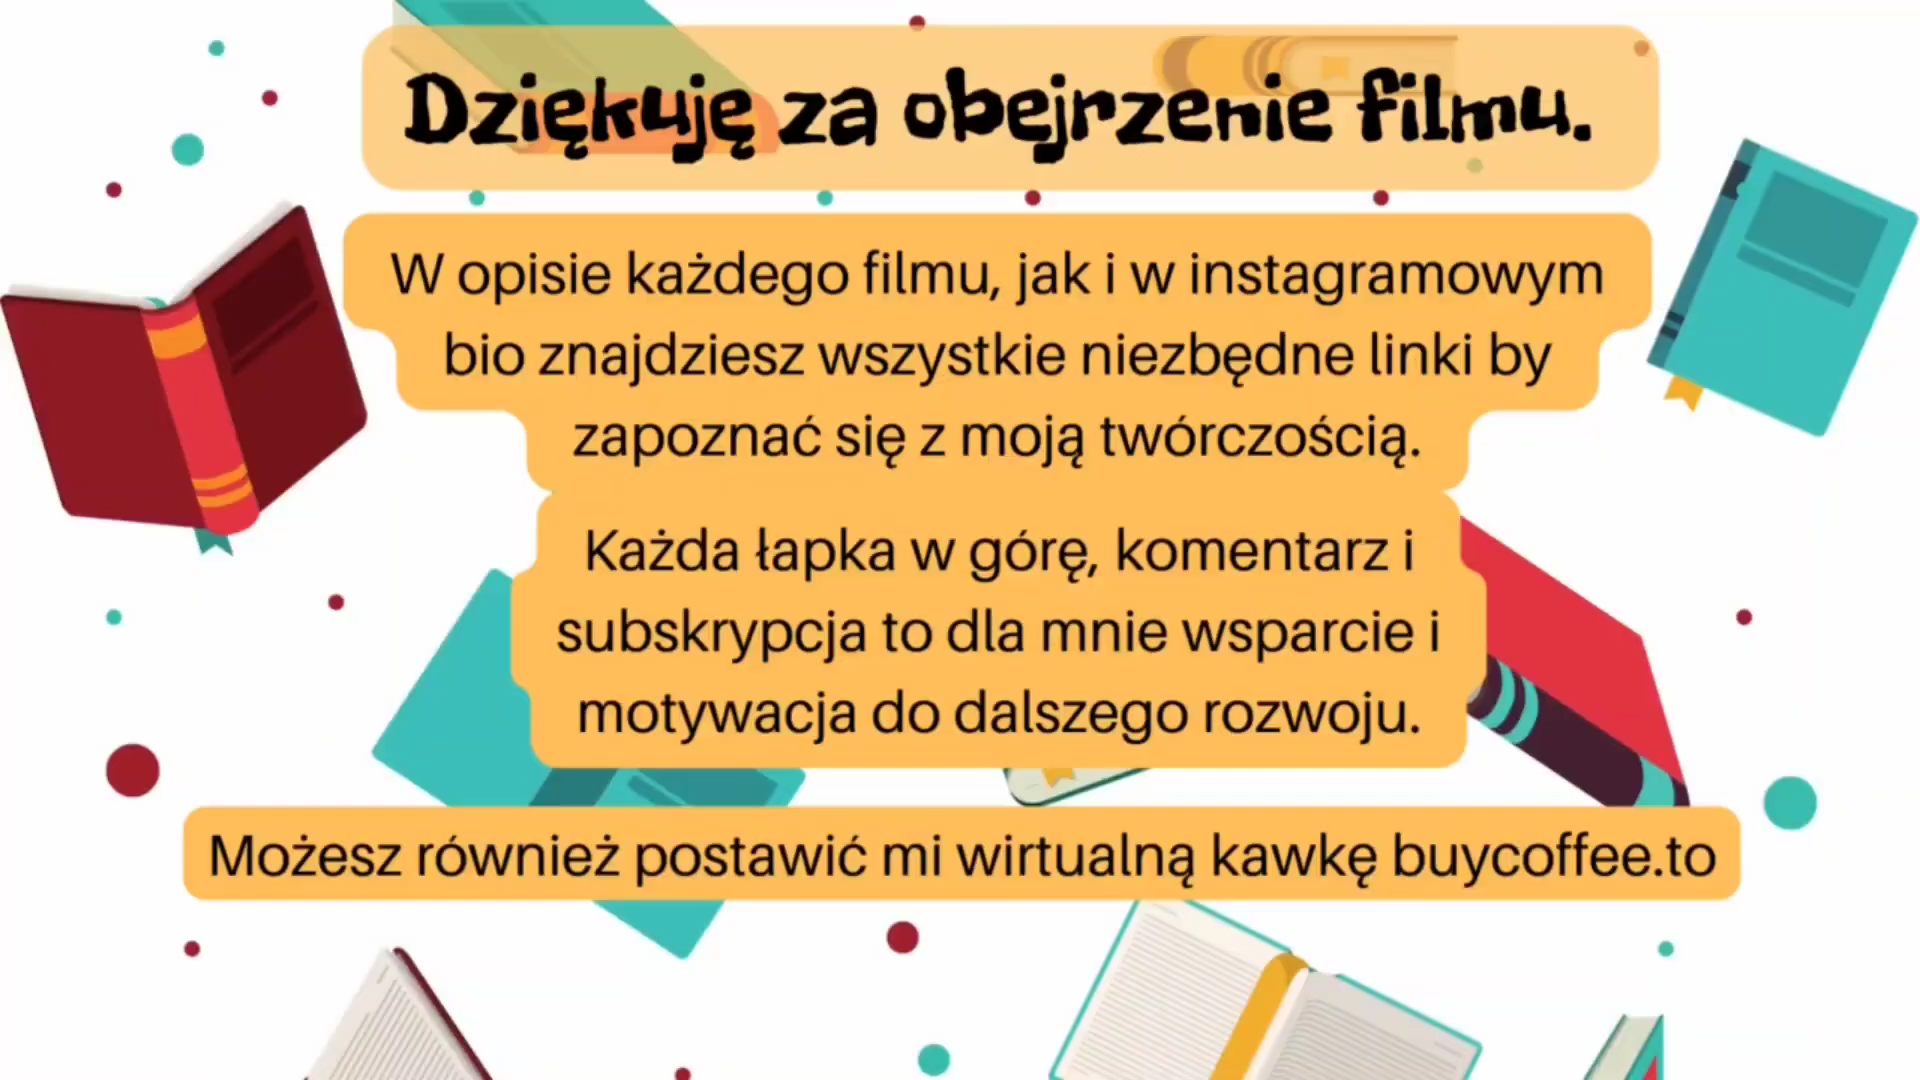 Dziękuję za obejrzenie filmu.
W opisie każdego filmu, jak i w instagramowym
bio znajdziesz wszystkie niezbędne linki by
zapoznać się z moją twórczością.
Każda łapka w górę, komentarz i
subskrypcja to dla mnie wsparcie i
motywacja do dalszego rozwoju.
Możesz również postawić mi wirtualną kawkę buycoffee.to